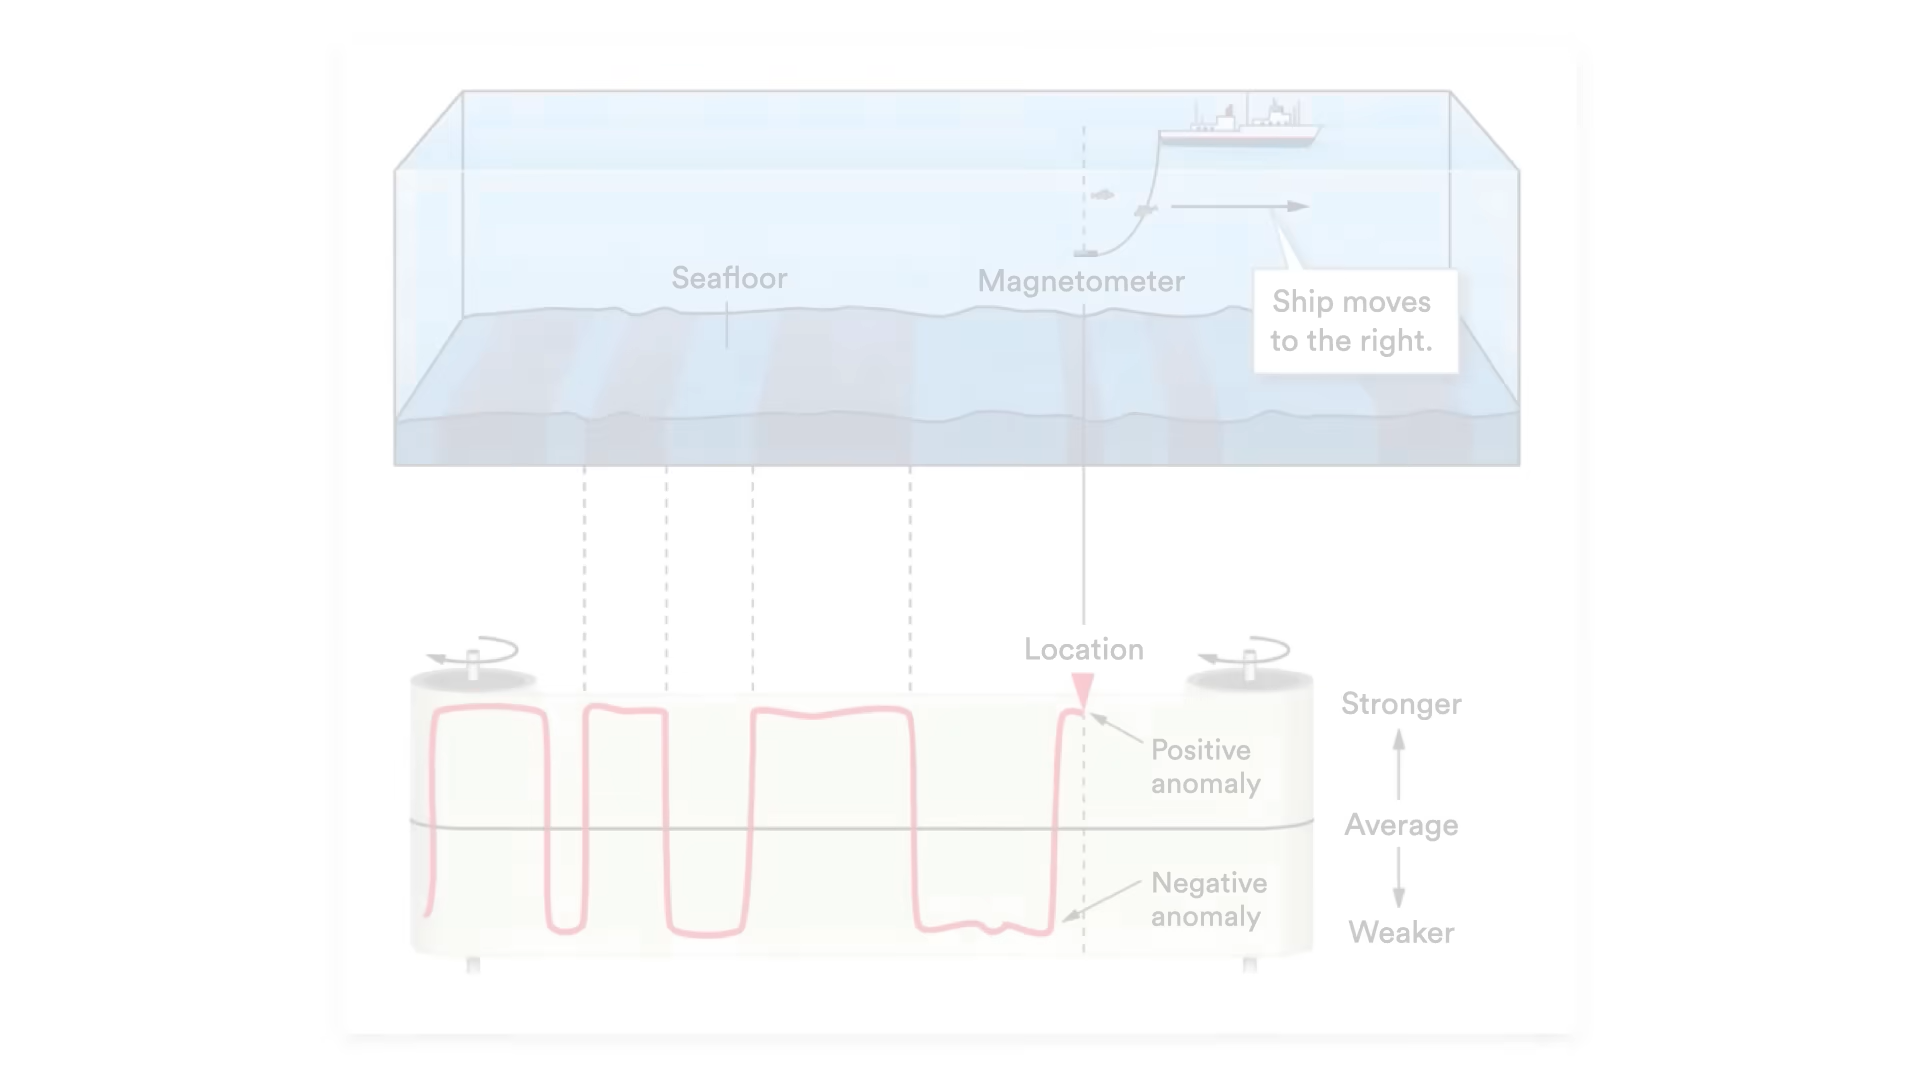 Seafloor
Magnetometer
Ship moves
to the right.
Location
Positive
anomaly
Negative
anomaly
Stronger
Average
Weaker